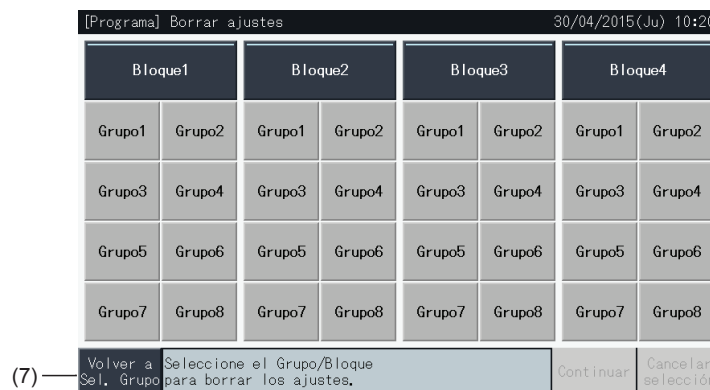 [Programa] Borrar ajustes 30/04/2015(Ju) 10:20
Bloque1 Bloque2 Bloque3 Bloque4
Grupo1 Grupo2 Grupo1 Grupo2 Grupo1 Grupo2 Grupo1 Grupo2
Grupo3 Grupo4 Grupo3 Grupo4 Grupo3 Grupo4 Grupo3 Grupo4
Grupo5 Grupo6 Grupo5 Grupo6 Grupo5 Grupo6 Grupo5 Grupo6
Grupo7 Grupo8 Grupo7 Grupo8 Grupo7 Grupo8 Grupo7 Grupo8
(7)
Volver a
Sel. Grupo
Seleccione el Grupo/Bloque
para borrar los ajustes.
Continuar
Cancelar
selección